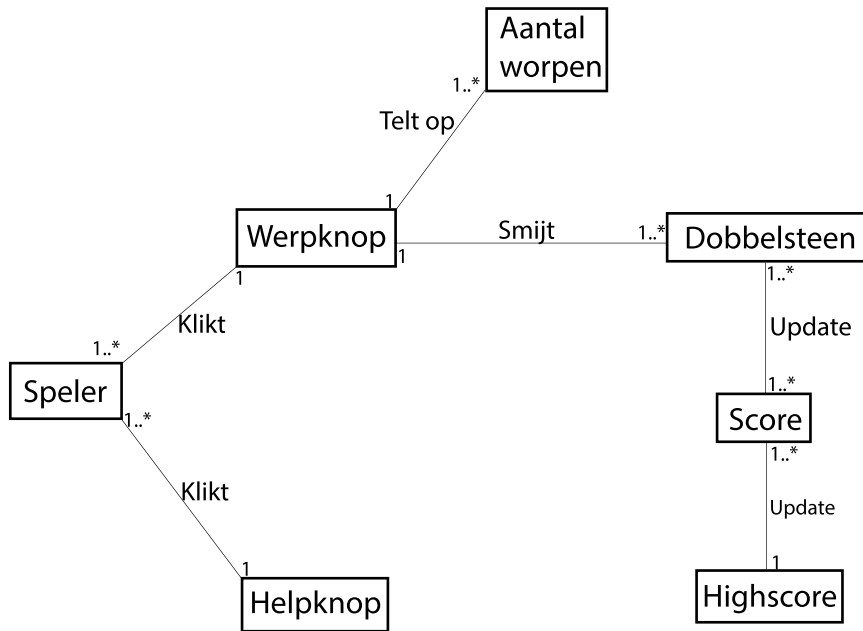 Aantal
worpen
1..*
Telt op
1
Werpknop
1
Smijt
1..*
Dobbelsteen
1
1..*
Klikt
Update
1..*
1..*
Speler
Score
1..*
1..*
Klikt
Update
1
1
Helpknop
Highscore